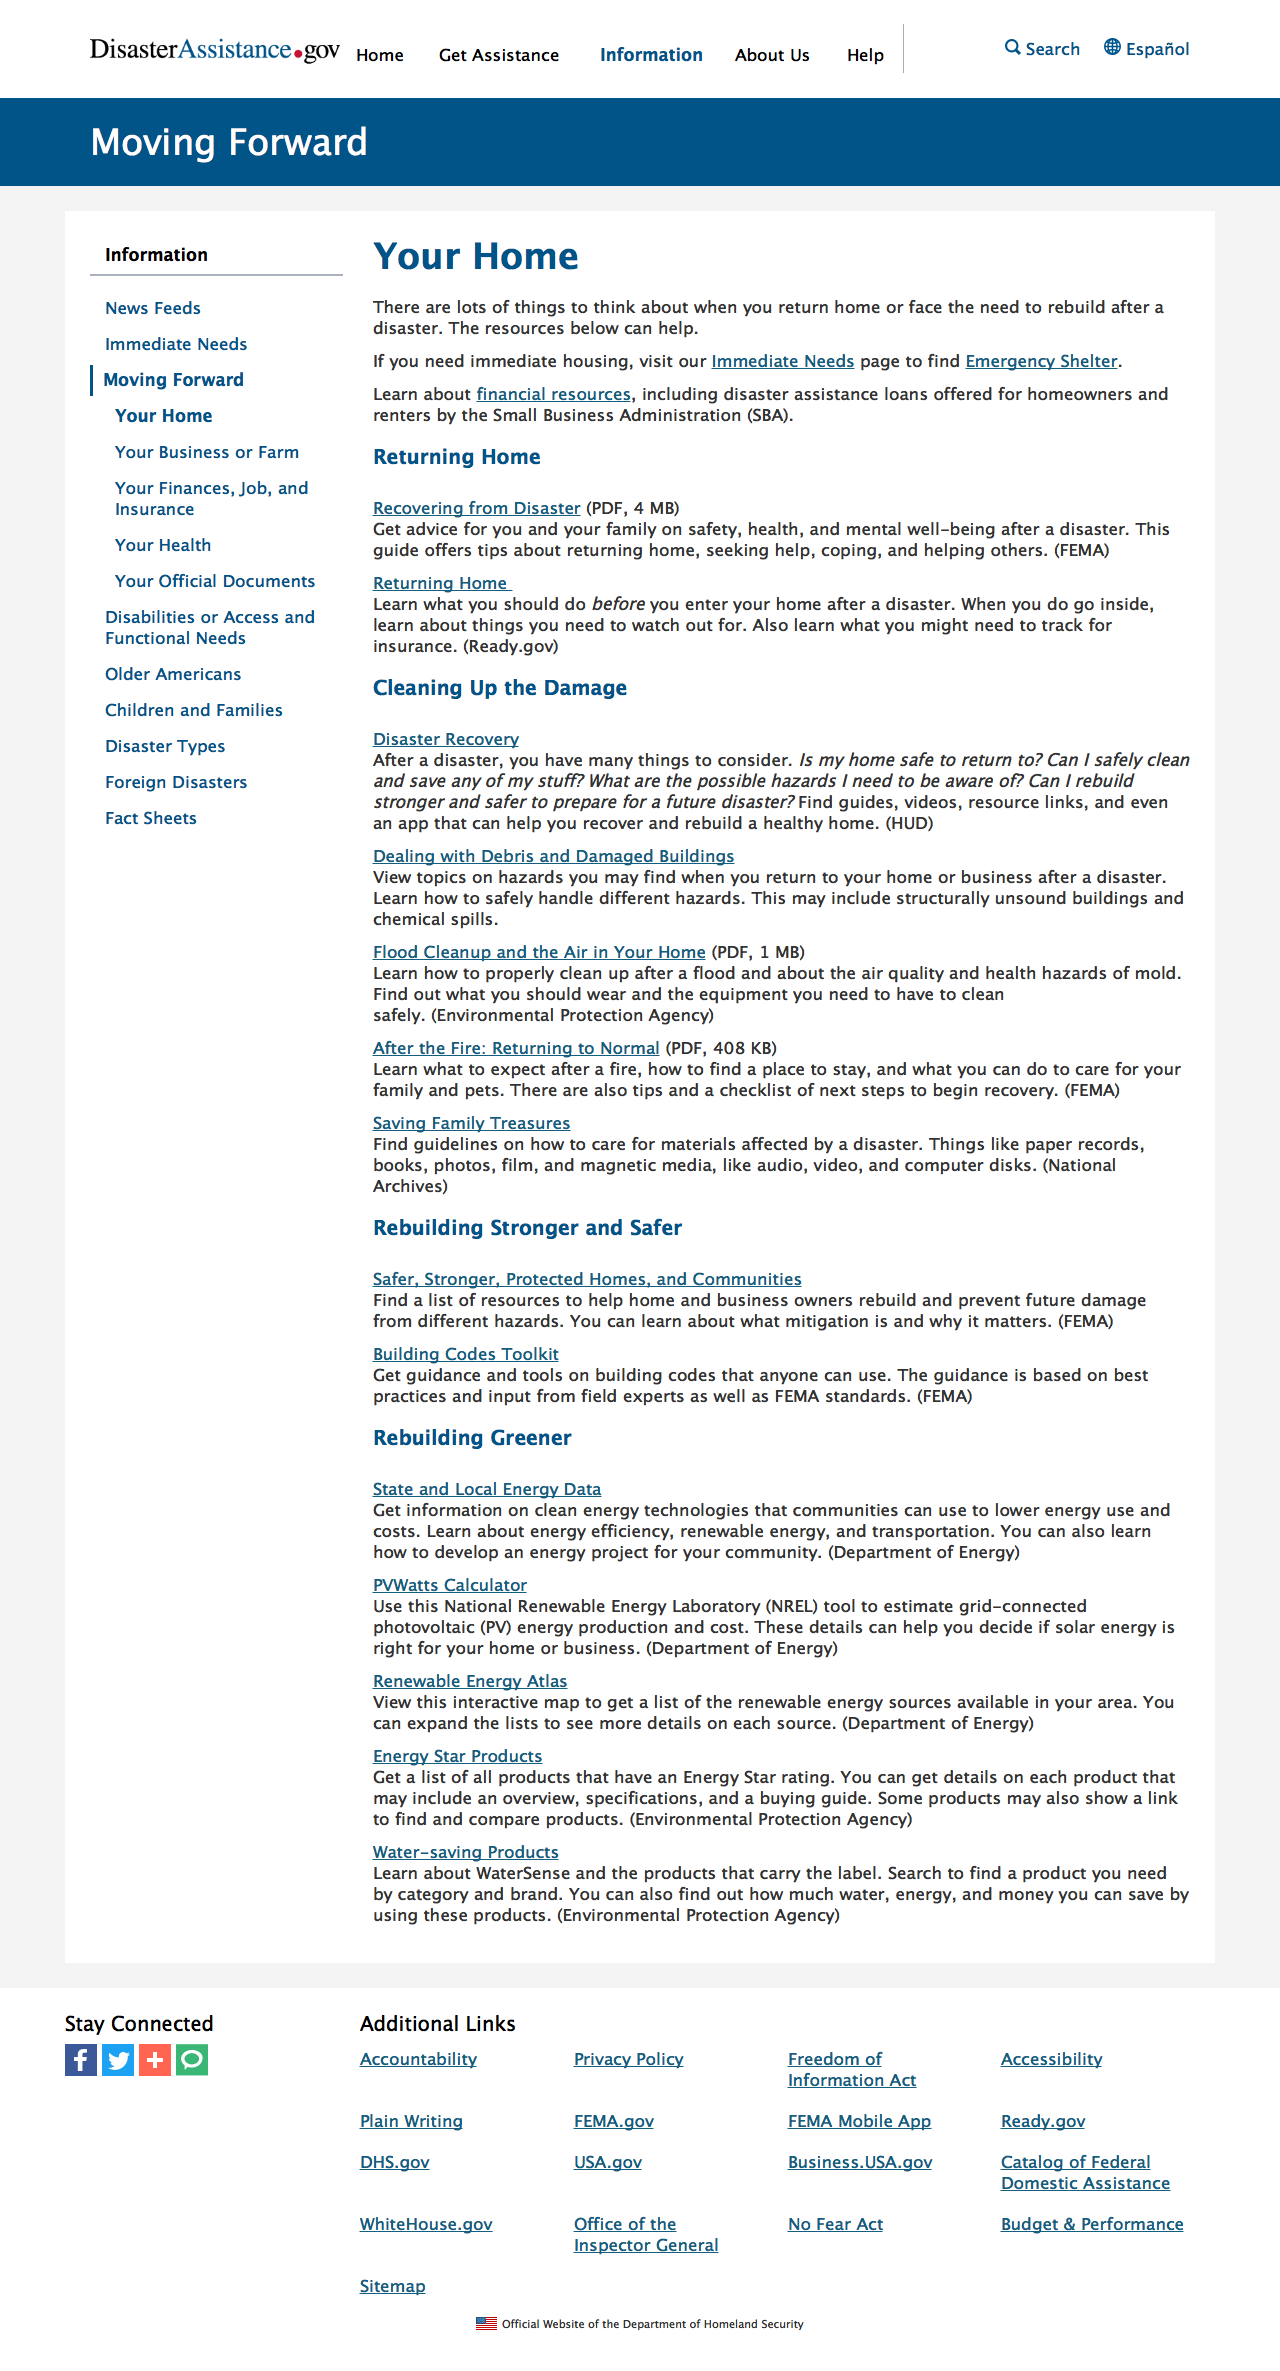 DisasterAssistance.gov Home Get Assistance Information About Us Help Search Español
Moving Forward
Information
News Feeds
Immediate Needs
Moving Forward
Your Home
Your Business or Farm
Your Finances, Job, and
Insurance
Your Health
Your Official Documents
Disabilities or Access and
Functional Needs
Older Americans
Children and Families
Disaster Types
Foreign Disasters
Fact Sheets
Your Home
There are lots of things to think about when you return home or face the need to rebuild after a
disaster. The resources below can help.
If you need immediate housing, visit our Immediate Needs page to find Emergency Shelter.
Learn about financial resources, including disaster assistance loans offered for homeowners and
renters by the Small Business Administration (SBA).
Returning Home
Recovering from Disaster (PDF, 4 MB)
Get advice for you and your family on safety, health, and mental well-being after a disaster. This
guide offers tips about returning home, seeking help, coping, and helping others. (FEMA)
Returning Home
Learn what you should do before you enter your home after a disaster. When you do go inside,
learn about things you need to watch out for. Also learn what you might need to track for
insurance. (Ready.gov)
Cleaning Up the Damage
Disaster Recovery
After a disaster, you have many things to consider. Is my home safe to return to? Can I safely clean
and save any of my stuff? What are the possible hazards I need to be aware of? Can I rebuild
stronger and safer to prepare for a future disaster? Find guides, videos, resource links, and even
an app that can help you recover and rebuild a healthy home. (HUD)
Dealing with Debris and Damaged Buildings
View topics on hazards you may find when you return to your home or business after a disaster.
Learn how to safely handle different hazards. This may include structurally unsound buildings and
chemical spills.
Flood Cleanup and the Air in Your Home (PDF, 1 MB)
Learn how to properly clean up after a flood and about the air quality and health hazards of mold.
Find out what you should wear and the equipment you need to have to clean
safely. (Environmental Protection Agency)
After the Fire: Returning to Normal (PDF, 408 KB)
Learn what to expect after a fire, how to find a place to stay, and what you can do to care for your
family and pets. There are also tips and a checklist of next steps to begin recovery. (FEMA)
Saving Family Treasures
Find guidelines on how to care for materials affected by a disaster. Things like paper records,
books, photos, film, and magnetic media, like audio, video, and computer disks. (National
Archives)
Rebuilding Stronger and Safer
Safer, Stronger, Protected Homes, and Communities
Find a list of resources to help home and business owners rebuild and prevent future damage
from different hazards. You can learn about what mitigation is and why it matters. (FEMA)
Building Codes Toolkit
Get guidance and tools on building codes that anyone can use. The guidance is based on best
practices and input from field experts as well as FEMA standards. (FEMA)
Rebuilding Greener
State and Local Energy Data
Get information on clean energy technologies that communities can use to lower energy use and
costs. Learn about energy efficiency, renewable energy, and transportation. You can also learn
how to develop an energy project for your community. (Department of Energy)
PVWatts Calculator
Use this National Renewable Energy Laboratory (NREL) tool to estimate grid-connected
photovoltaic (PV) energy production and cost. These details can help you decide if solar energy is
right for your home or business. (Department of Energy)
Renewable Energy Atlas
View this interactive map to get a list of the renewable energy sources available in your area. You
can expand the lists to see more details on each source. (Department of Energy)
Energy Star Products
Get a list of all products that have an Energy Star rating. You can get details on each product that
may include an overview, specifications, and a buying guide. Some products may also show a link
to find and compare products. (Environmental Protection Agency)
Water-saving Products
Learn about WaterSense and the products that carry the label. Search to find a product you need
by category and brand. You can also find out how much water, energy, and money you can save by
using these products. (Environmental Protection Agency)
Stay Connected
Additional Links
Accountability Privacy Policy Freedom of Accessibility
Information Act
Plain Writing FEMA.gov FEMA Mobile App Ready.gov
DHS.gov USA.gov Business.USA.gov Catalog of Federal
Domestic Assistance
WhiteHouse.gov Office of the No Fear Act Budget & Performance
Inspector General
Sitemap
Official Website of the Department of Homeland Security